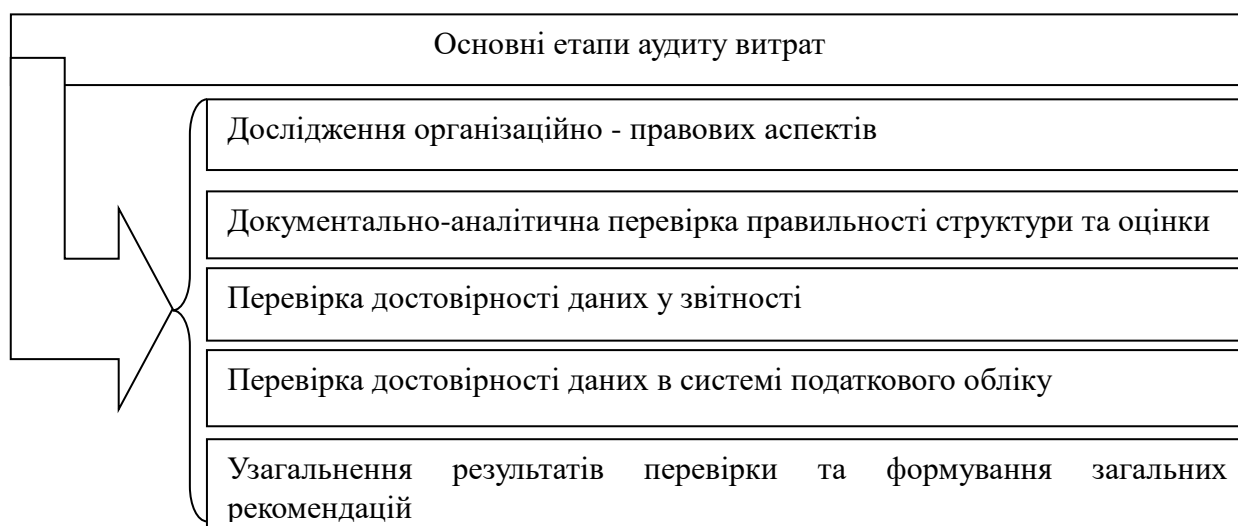 Основні етапи аудиту витрат
Дослідження організаційно - правових аспектів
Документально-аналітична перевірка правильності структури та оцінки
Перевірка достовірності даних у звітності
Перевірка достовірності даних в системі податкового обліку
Узагальнення результатів перевірки та формування загальних
рекомендацій